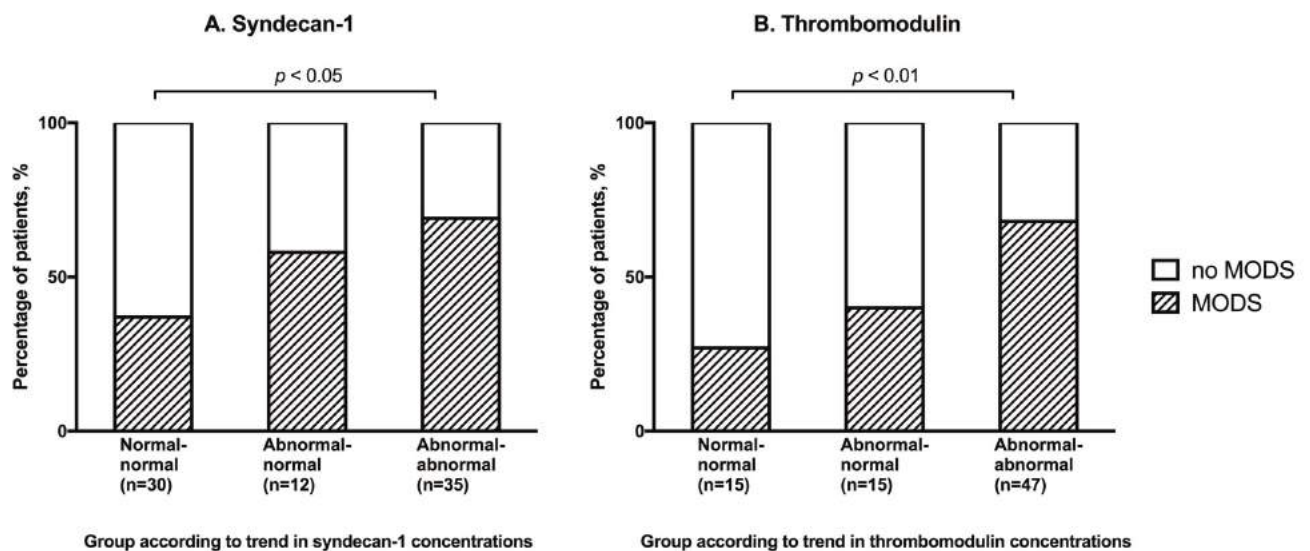 A. Syndecan-1
p < 0.05
100
50
0
Percentage of patients, %
Normal-
normal
(n=30)
Abnormal-
normal
(n=12)
Abnormal-
abnormal
(n=35)
Group according to trend in syndecan-1 concentrations
B. Thrombomodulin
p < 0.01
100
50
0
Percentage of patients, %
Normal-
normal
(n=15)
Abnormal-
normal
(n=15)
Abnormal-
abnormal
(n=47)
Group according to trend in thrombomodulin concentrations
no MODS
MODS